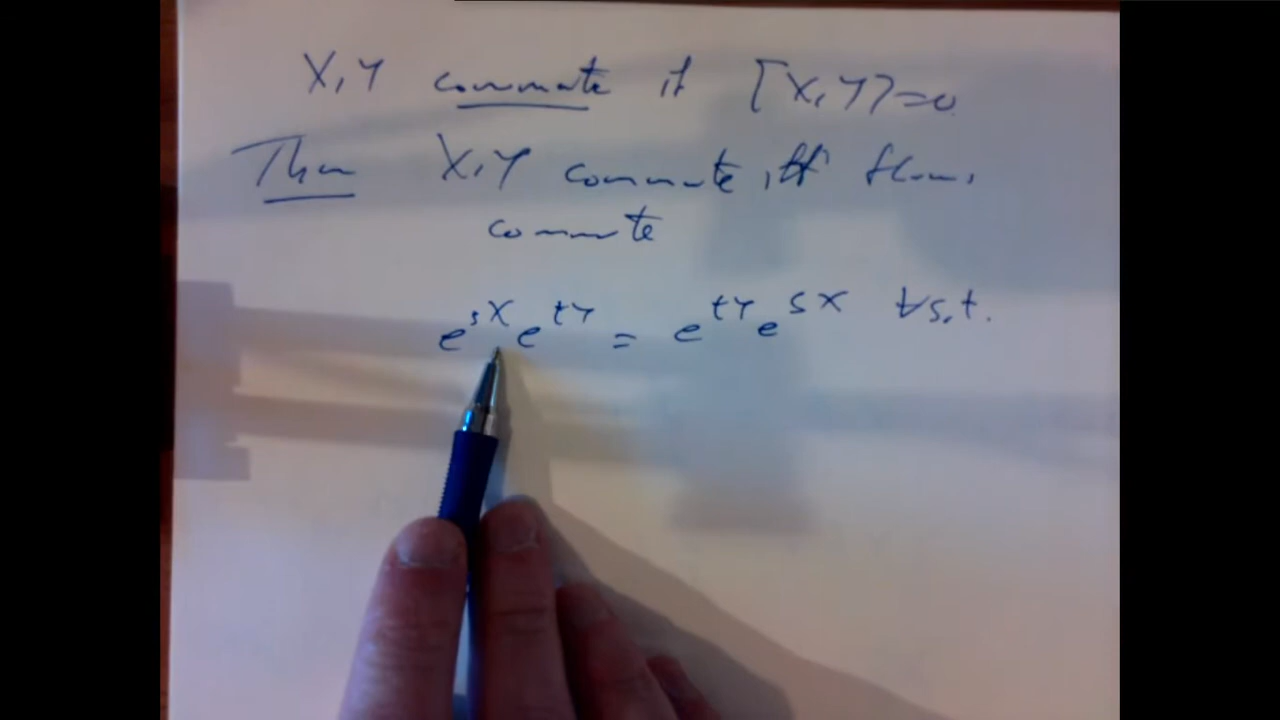 X, Y commute if [X, Y] = 0.
Thm X, Y commute iff flows
commute
e^{sX} e^{tY} = e^{tY} e^{sX} ∀ s, t.